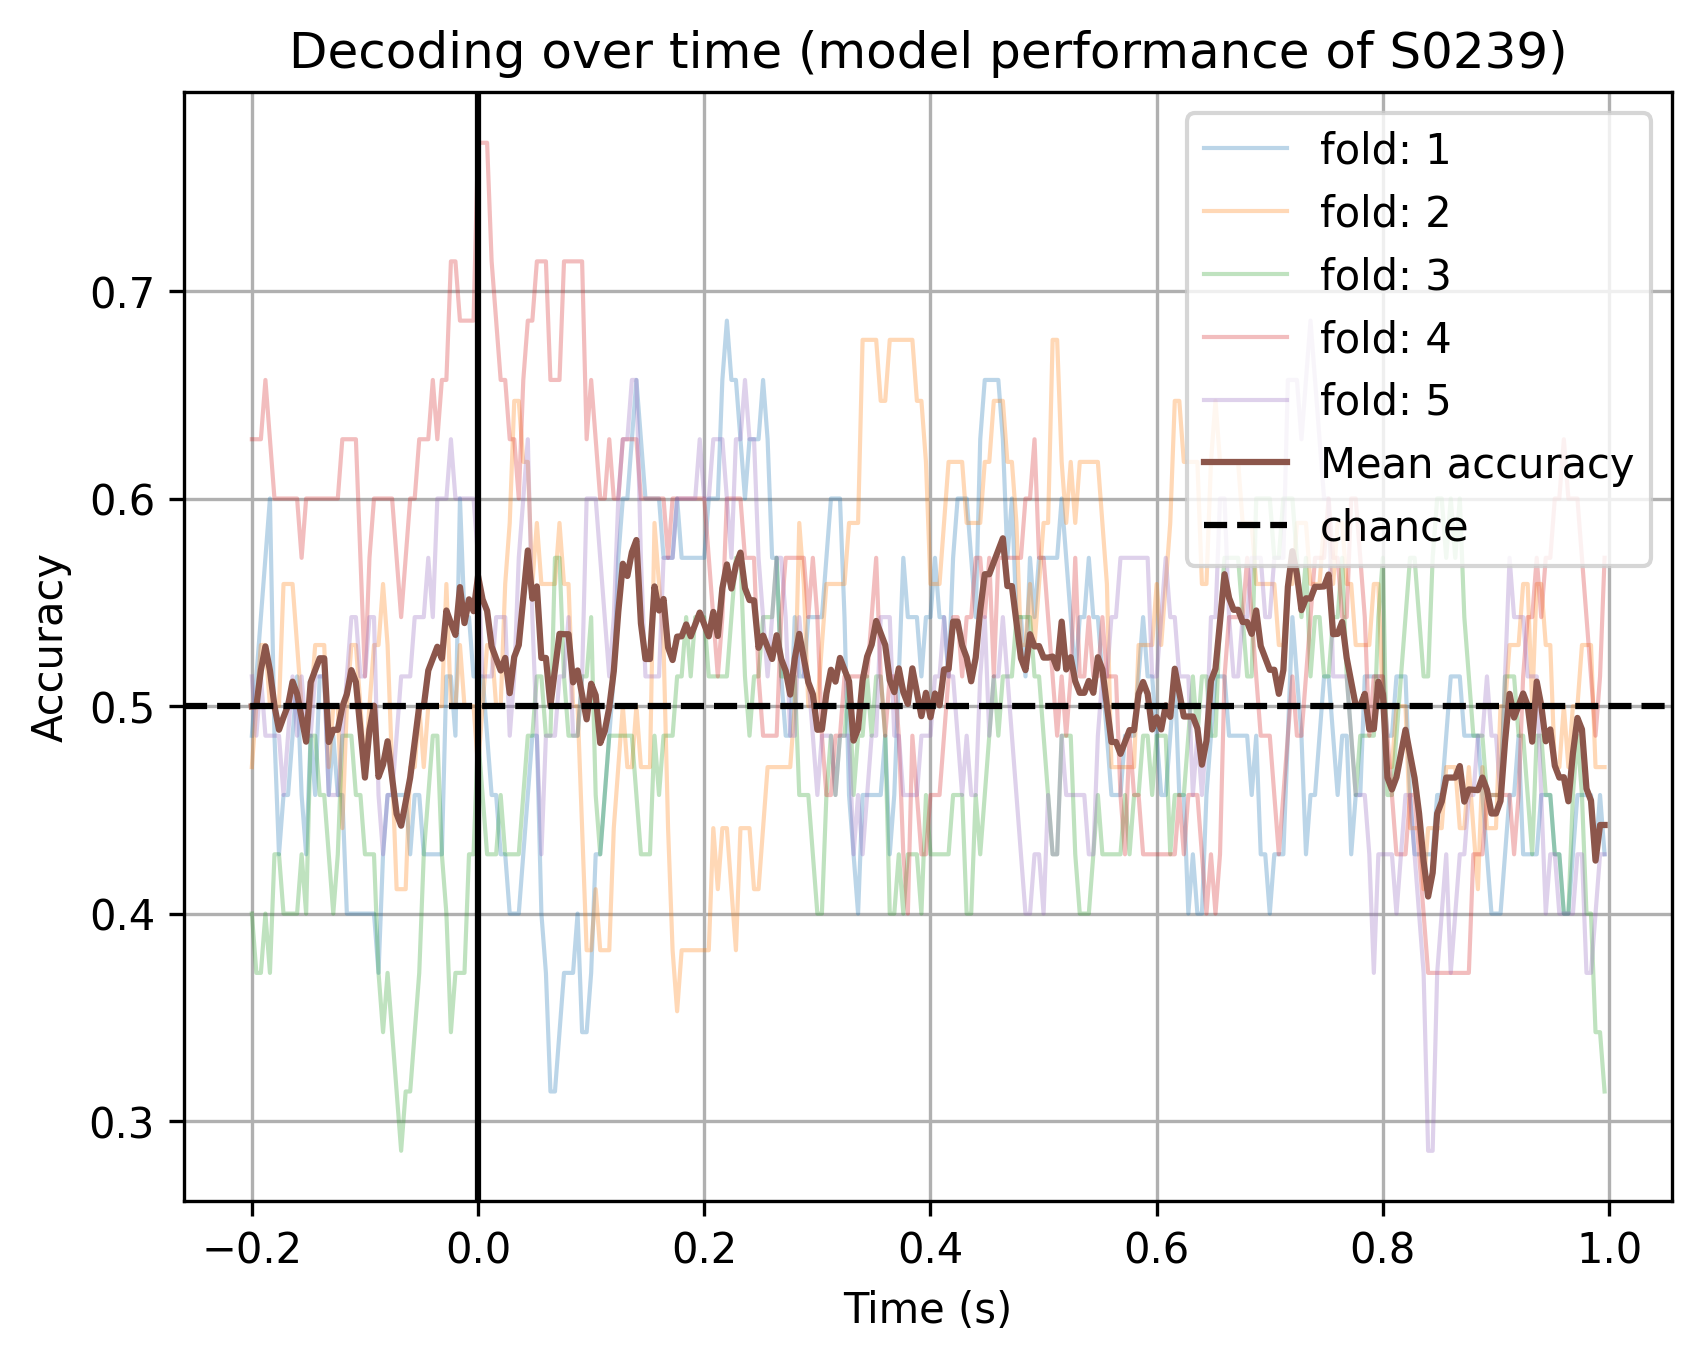 Decoding over time (model performance of S0239)
fold: 1
fold: 2
fold: 3
fold: 4
fold: 5
Mean accuracy
chance
Accuracy
0.7
0.6
0.5
0.4
0.3
−0.2 0.0 0.2 0.4 0.6 0.8 1.0
Time (s)